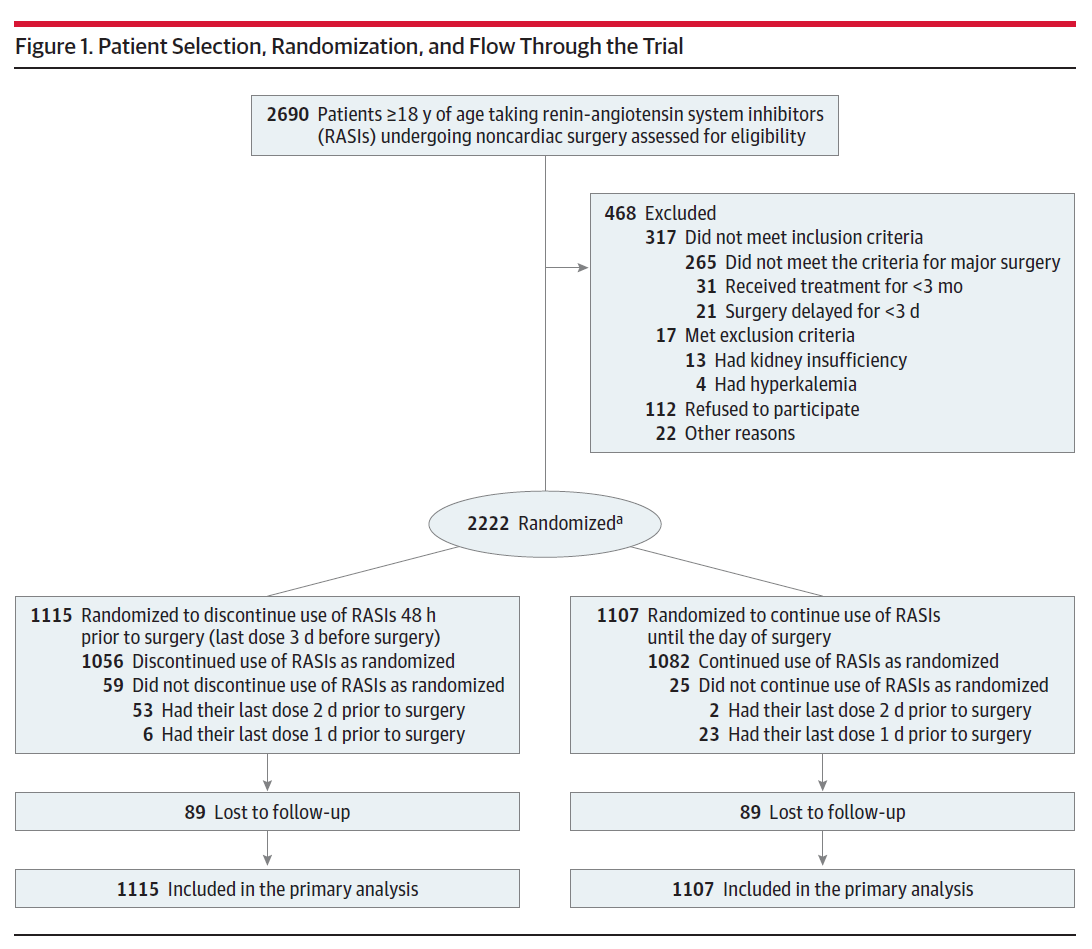 Figure 1. Patient Selection, Randomization, and Flow Through the Trial
2690 Patients ≥18 y of age taking renin-angiotensin system inhibitors
(RASIs) undergoing noncardiac surgery assessed for eligibility
468 Excluded
317 Did not meet inclusion criteria
265 Did not meet the criteria for major surgery
31 Received treatment for <3 mo
21 Surgery delayed for <3 d
17 Met exclusion criteria
13 Had kidney insufficiency
4 Had hyperkalemia
112 Refused to participate
22 Other reasons
2222 Randomizedᵃ
1115 Randomized to discontinue use of RASIs 48 h
prior to surgery (last dose 3 d before surgery)
1056 Discontinued use of RASIs as randomized
59 Did not discontinue use of RASIs as randomized
53 Had their last dose 2 d prior to surgery
6 Had their last dose 1 d prior to surgery
1107 Randomized to continue use of RASIs
until the day of surgery
1082 Continued use of RASIs as randomized
25 Did not continue use of RASIs as randomized
2 Had their last dose 2 d prior to surgery
23 Had their last dose 1 d prior to surgery
89 Lost to follow-up
89 Lost to follow-up
1115 Included in the primary analysis
1107 Included in the primary analysis